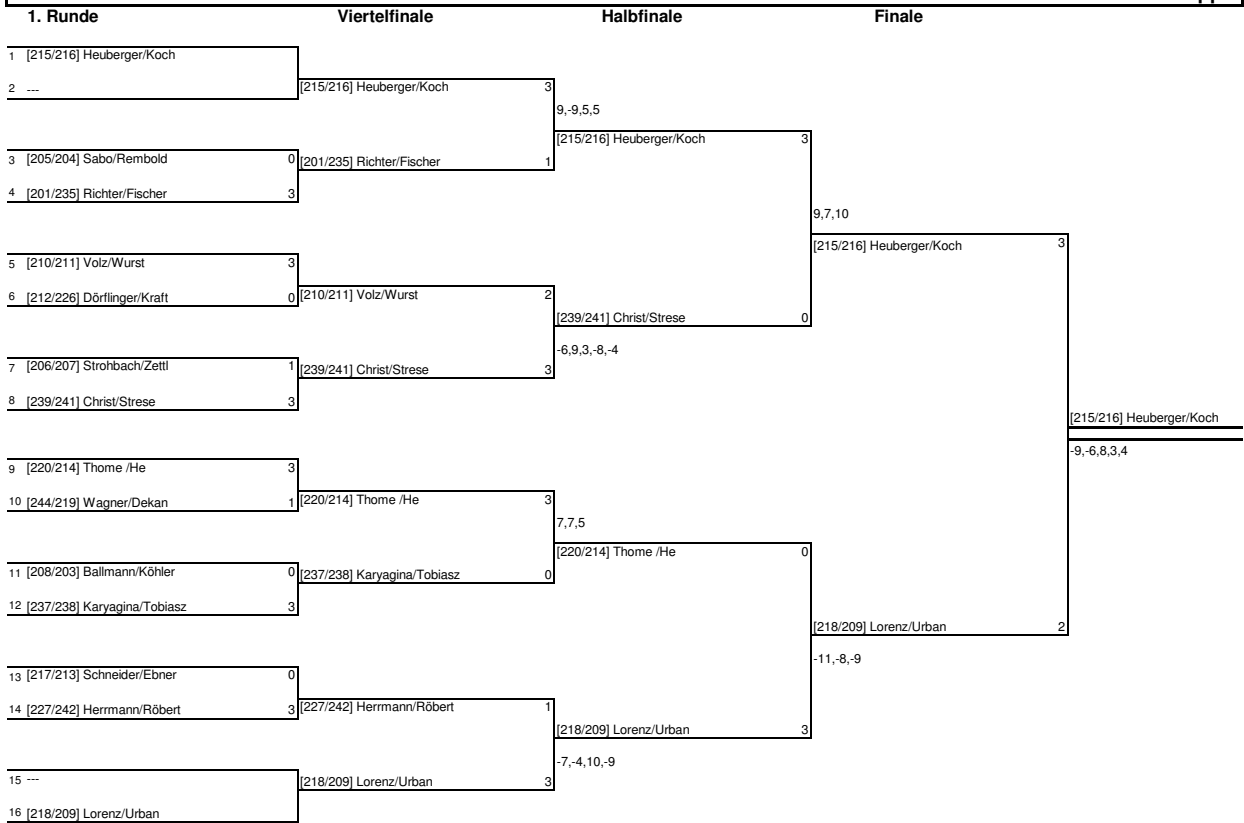 1. Runde Viertelfinale Halbfinale Finale
1 [215/216] Heuberger/Koch
2 ---
[215/216] Heuberger/Koch 3
9,-9,5,5
[215/216] Heuberger/Koch 3
3 [205/204] Sabo/Rembold 0
[201/235] Richter/Fischer 1
4 [201/235] Richter/Fischer 3
9,7,10
[215/216] Heuberger/Koch 3
5 [210/211] Volz/Wurst 3
6 [212/226] Dörflinger/Kraft 0
[210/211] Volz/Wurst 2
[239/241] Christ/Strese 0
-6,9,3,-8,-4
7 [206/207] Strohbach/Zettl 1
[239/241] Christ/Strese 3
8 [239/241] Christ/Strese 3
[215/216] Heuberger/Koch
-9,-6,8,3,4
9 [220/214] Thome /He 3
10 [244/219] Wagner/Dekan 1
[220/214] Thome /He 3
7,7,5
[220/214] Thome /He 0
11 [208/203] Ballmann/Köhler 0
[237/238] Karyagina/Tobiasz 0
12 [237/238] Karyagina/Tobiasz 3
[218/209] Lorenz/Urban 2
-11,-8,-9
13 [217/213] Schneider/Ebner 0
14 [227/242] Herrmann/Röbert 3
[227/242] Herrmann/Röbert 1
[218/209] Lorenz/Urban 3
-7,-4,10,-9
15 ---
[218/209] Lorenz/Urban 3
16 [218/209] Lorenz/Urban